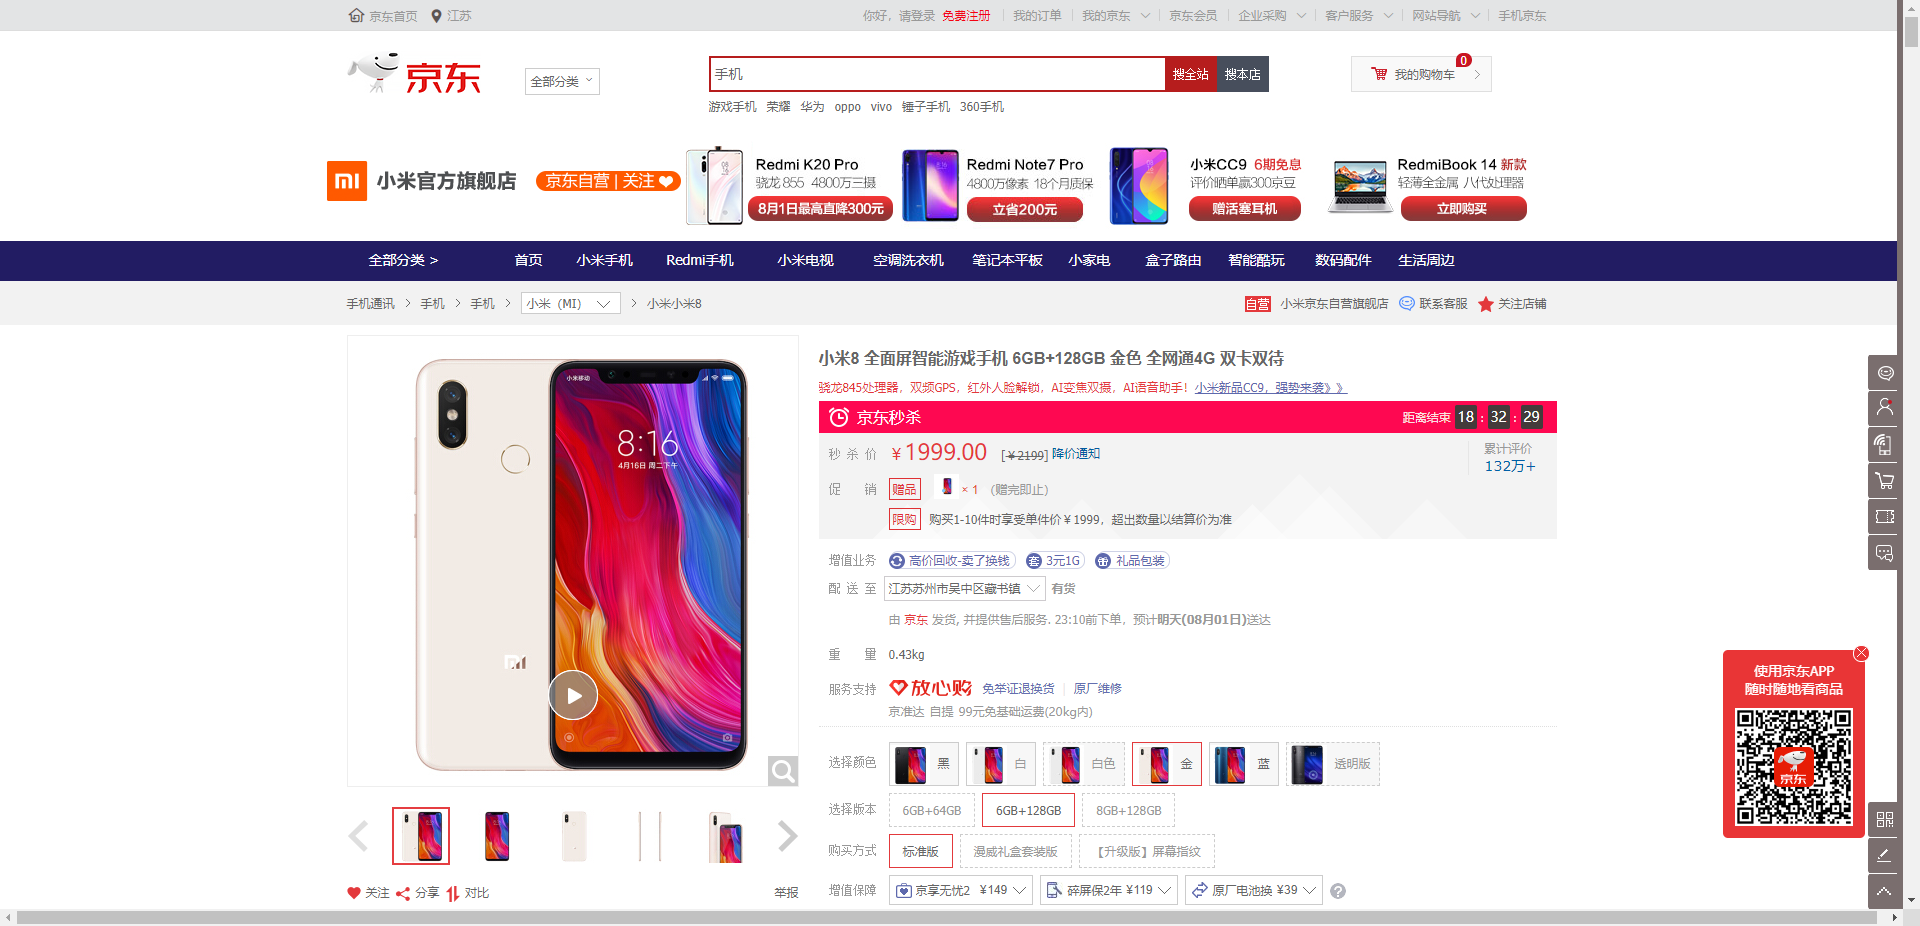 京东首页 江苏 你好，请登录 免费注册 我的订单 我的京东 京东会员 企业采购 客户服务 网站导航 手机京东
京东 全部分类 手机 搜全站 搜本店 我的购物车 0
游戏手机 荣耀 华为 oppo vivo 锤子手机 360手机
小米官方旗舰店 京东自营 | 关注
Redmi K20 Pro
骁龙 855 4800万三摄
8月1日最高直降300元
Redmi Note7 Pro
4800万像素 18个月质保
立省200元
小米CC9 6期免息
评价晒单赢300京豆
赠活塞耳机
RedmiBook 14 新款
轻薄全金属 八代处理器
立即购买
全部分类 > 首页 小米手机 Redmi手机 小米电视 空调洗衣机 笔记本平板 小家电 盒子路由 智能酷玩 数码配件 生活周边
手机通讯 > 手机 > 手机 > 小米（MI） > 小米小米8 自营 小米京东自营旗舰店 联系客服 关注店铺
小米移动
8:16
4月16日 周二下午
小米8 全面屏智能游戏手机 6GB+128GB 金色 全网通4G 双卡双待
骁龙845处理器，双频GPS，红外人脸解锁，AI变焦双摄，AI语音助手！小米新品CC9，强势来袭》》
京东秒杀 距离结束 18 : 32 : 29
秒 杀 价 ￥1999.00 [￥2199] 降价通知 累计评价
132万+
促 销 赠品 × 1 （赠完即止）
限购 购买1-10件时享受单件价￥1999，超出数量以结算价为准
增值业务 高价回收-卖了换钱 套 3元1G 礼品包装
配 送 至 江苏苏州市吴中区藏书镇 有货
由 京东 发货, 并提供售后服务. 23:10前下单，预计明天(08月01日)送达
重 量 0.43kg
服务支持 放心购 免举证退换货 原厂维修
京准达 自提 99元免基础运费(20kg内)
选择颜色 黑 白 白色 金 蓝 透明版
选择版本 6GB+64GB 6GB+128GB 8GB+128GB
购买方式 标准版 漫威礼盒套装版 【升级版】屏幕指纹
增值保障 京享无忧2 ￥149 碎屏保2年 ￥119 原厂电池换 ￥39 ?
关注 分享 对比 举报
使用京东APP
随时随地看商品
京东